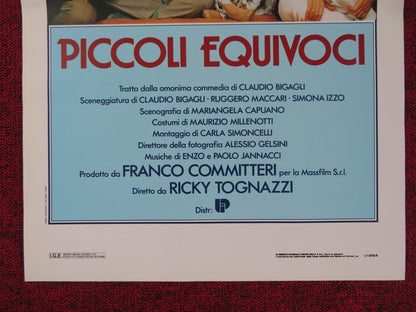 PICCOLI EQUIVOCI
Tratto dalla omonima commedia di CLAUDIO BIGAGLI
Sceneggiatura di CLAUDIO BIGAGLI · RUGGERO MACCARI · SIMONA IZZO
Scenografia di MARIANGELA CAPUANO
Costumi di MAURIZIO MILLENOTTI
Montaggio di CARLA SIMONCELLI
Direttore della fotografia ALESSIO GELSINI
Musiche di ENZO e PAOLO JANNACCI
Prodotto da FRANCO COMMITTERI per la Massfilm S.r.l.
Diretto da RICKY TOGNAZZI
Distr:
I.G.E.